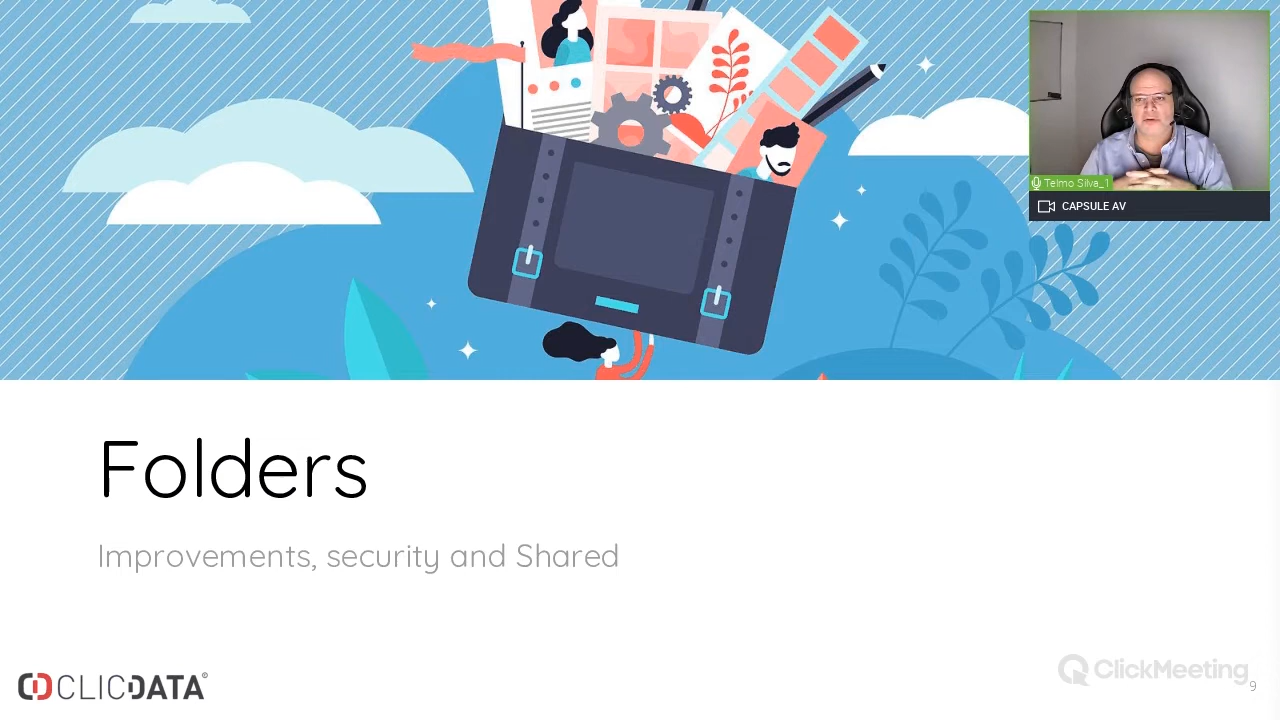 Telmo Silva_1
CAPSULE AV
Folders
Improvements, security and Shared
CLICDATA®
ClickMeeting
9